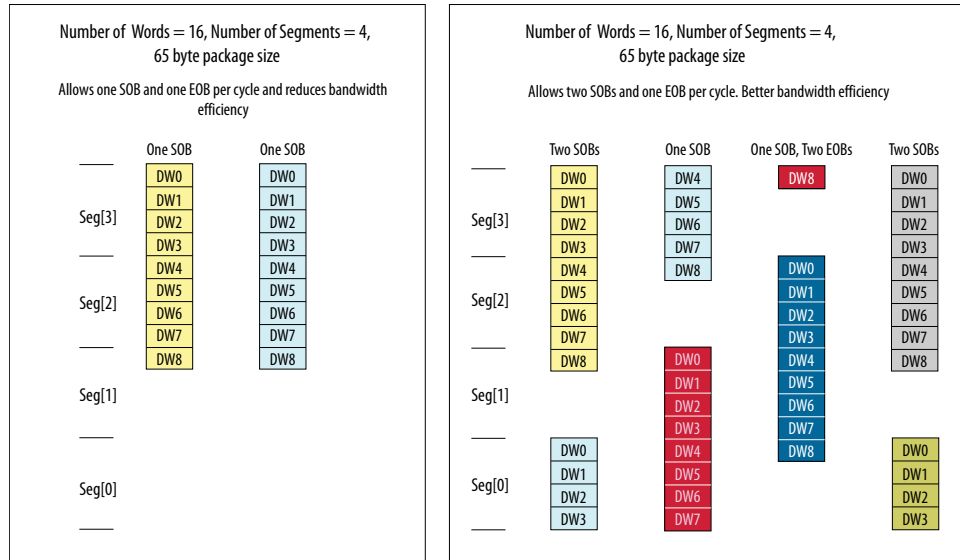 Number of Words = 16, Number of Segments = 4,
65 byte package size
Allows one SOB and one EOB per cycle and reduces bandwidth
efficiency
One SOB
One SOB
Seg[3]
Seg[2]
Seg[1]
Seg[0]
DW0
DW1
DW2
DW3
DW4
DW5
DW6
DW7
DW8
DW0
DW1
DW2
DW3
DW4
DW5
DW6
DW7
DW8
Number of Words = 16, Number of Segments = 4,
65 byte package size
Allows two SOBs and one EOB per cycle. Better bandwidth efficiency
Two SOBs
One SOB
One SOB, Two EOBs
Two SOBs
Seg[3]
Seg[2]
Seg[1]
Seg[0]
DW0
DW1
DW2
DW3
DW4
DW5
DW6
DW7
DW8
DW0
DW1
DW2
DW3
DW4
DW5
DW6
DW7
DW8
DW0
DW1
DW2
DW3
DW4
DW5
DW6
DW7
DW8
DW0
DW1
DW2
DW3
DW4
DW5
DW6
DW7
DW8
DW0
DW1
DW2
DW3
DW4
DW5
DW6
DW7
DW8
DW0
DW1
DW2
DW3